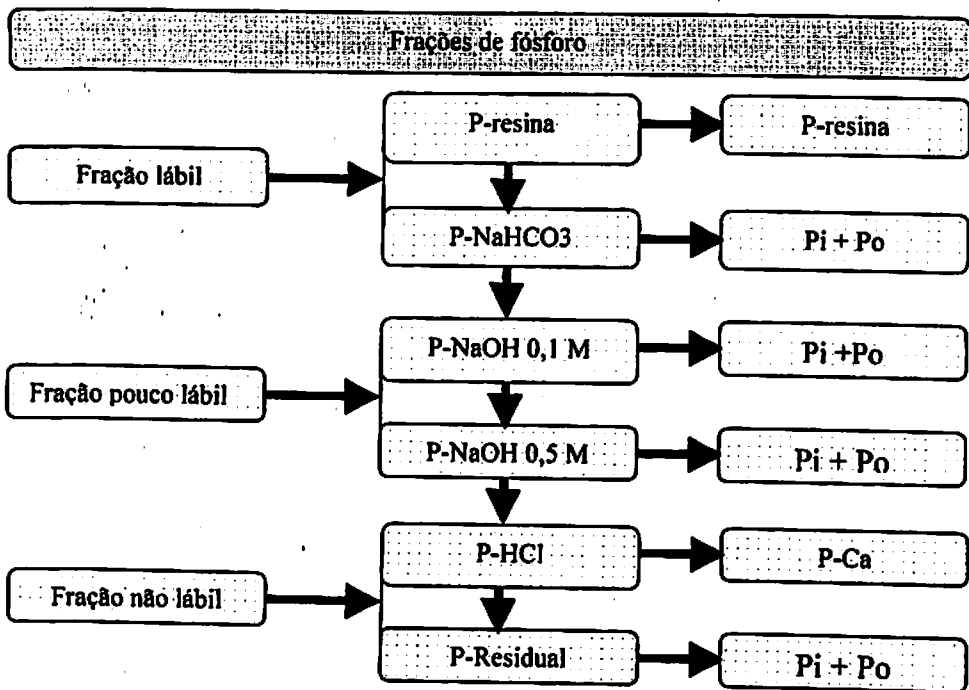 Frações de fósforo
P-resina
P-resina
Fração lábil
P-NaHCO3
Pi + Po
P-NaOH 0,1 M
Pi +Po
Fração pouco lábil
P-NaOH 0,5 M
Pi + Po
P-HCl
P-Ca
Fração não lábil
P-Residual
Pi + Po